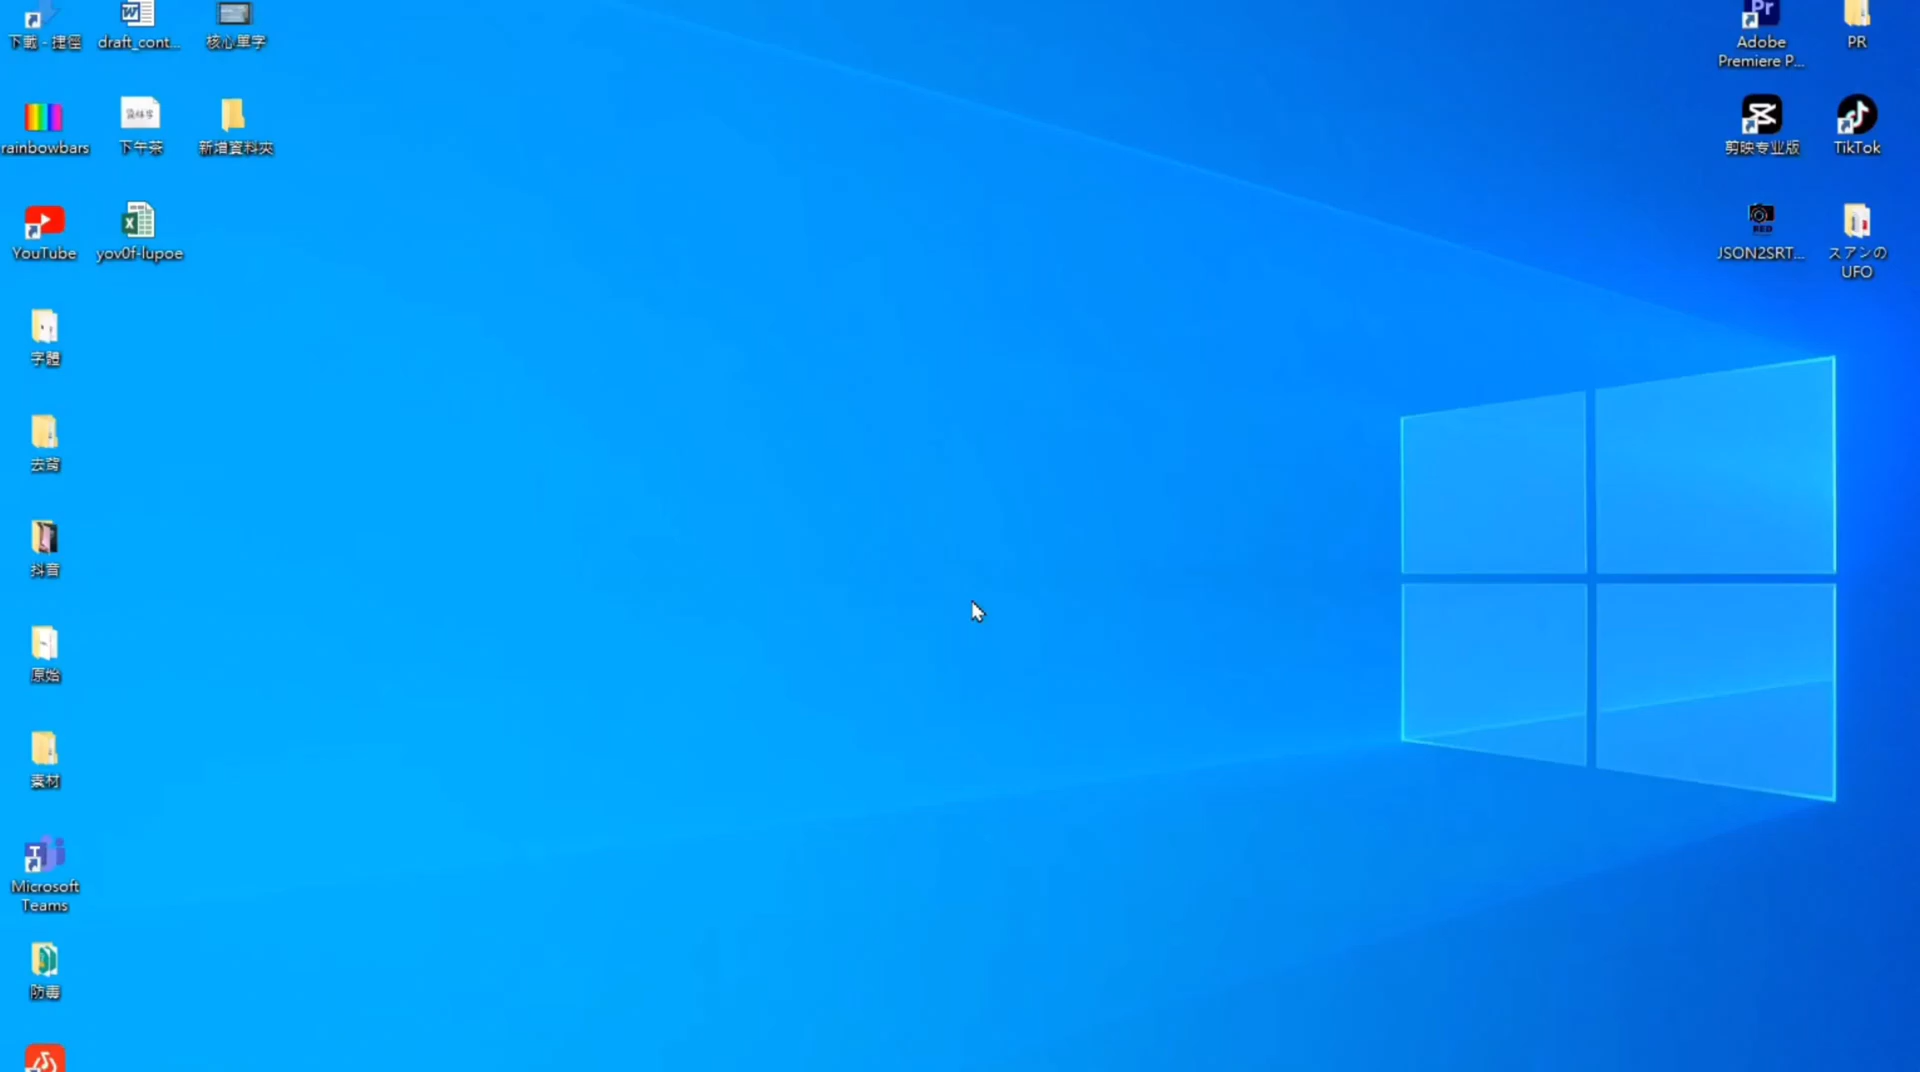 下載 - 捷徑
draft_cont...
核心單字
Adobe
Premiere P...
PR
rainbowbars
下午茶
新增資料夾
剪映专业版
TikTok
YouTube
yov0f-lupoe
JSON2SRT...
スアンの
UFO
字體
去背
抖音
原始
素材
Microsoft
Teams
防毒